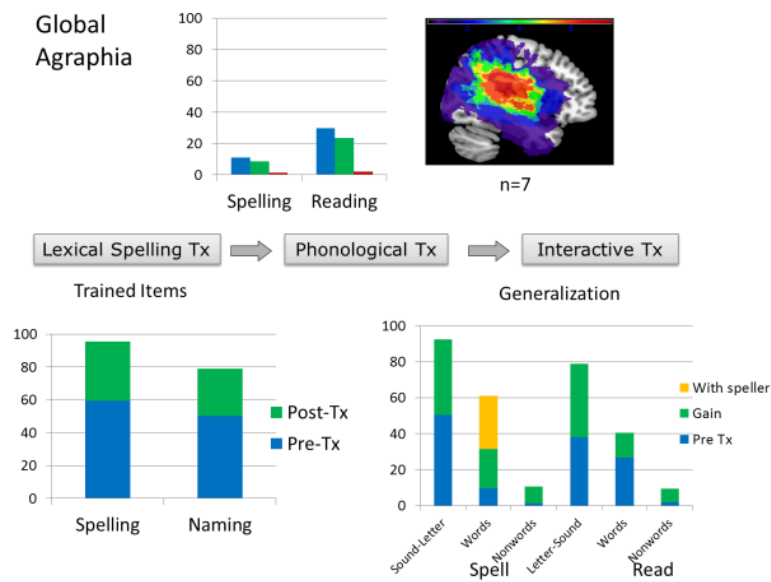 Global
Agraphia
100
80
60
40
20
0
Spelling Reading
n=7
Lexical Spelling Tx
Phonological Tx
Interactive Tx
Trained Items
Generalization
100
80
60
40
20
0
Spelling Naming
Post-Tx
Pre-Tx
100
80
60
40
20
0
Sound-Letter
Words
Nonwords
Letter-Sound
Words
Nonwords
Spell
Read
With speller
Gain
Pre Tx